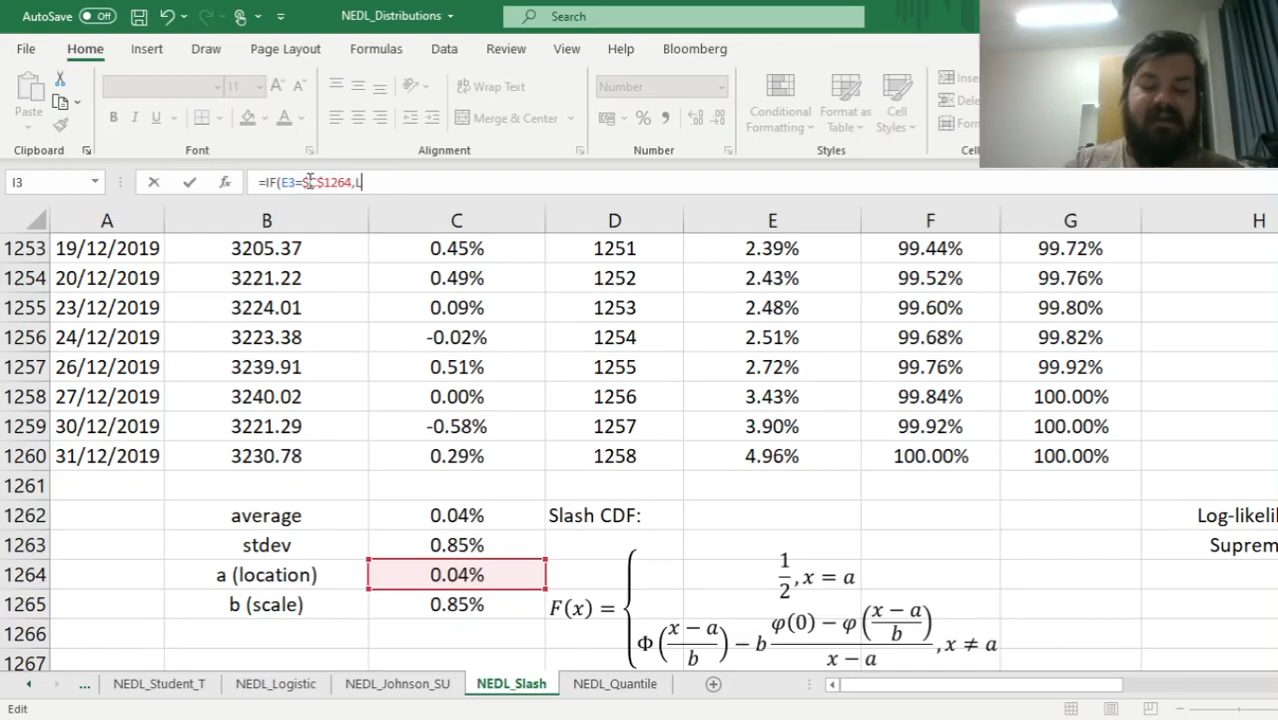 AutoSave Off NEDL_Distributions Search
File Home Insert Draw Page Layout Formulas Data Review View Help Bloomberg
11 A A Wrap Text Number
Paste B I U A Merge & Center % Conditional Formatting Format as Table Cell Styles
Clipboard Font Alignment Number Styles
I3 fx =IF(E3=$C$1264,L
A B C D E F G H
1253 19/12/2019 3205.37 0.45% 1251 2.39% 99.44% 99.72%
1254 20/12/2019 3221.22 0.49% 1252 2.43% 99.52% 99.76%
1255 23/12/2019 3224.01 0.09% 1253 2.48% 99.60% 99.80%
1256 24/12/2019 3223.38 -0.02% 1254 2.51% 99.68% 99.82%
1257 26/12/2019 3239.91 0.51% 1255 2.72% 99.76% 99.92%
1258 27/12/2019 3240.02 0.00% 1256 3.43% 99.84% 100.00%
1259 30/12/2019 3221.29 -0.58% 1257 3.90% 99.92% 100.00%
1260 31/12/2019 3230.78 0.29% 1258 4.96% 100.00% 100.00%
1261
1262 average 0.04% Slash CDF: Log-likeli
1263 stdev 0.85% Suprem
1264 a (location) 0.04% 1/2, x = a
1265 b (scale) 0.85% F(x) = {
1266 Φ((x − a)/b) − b (φ(0) − φ((x − a)/b))/(x − a), x ≠ a
1267
... NEDL_Student_T NEDL_Logistic NEDL_Johnson_SU NEDL_Slash NEDL_Quantile
Edit